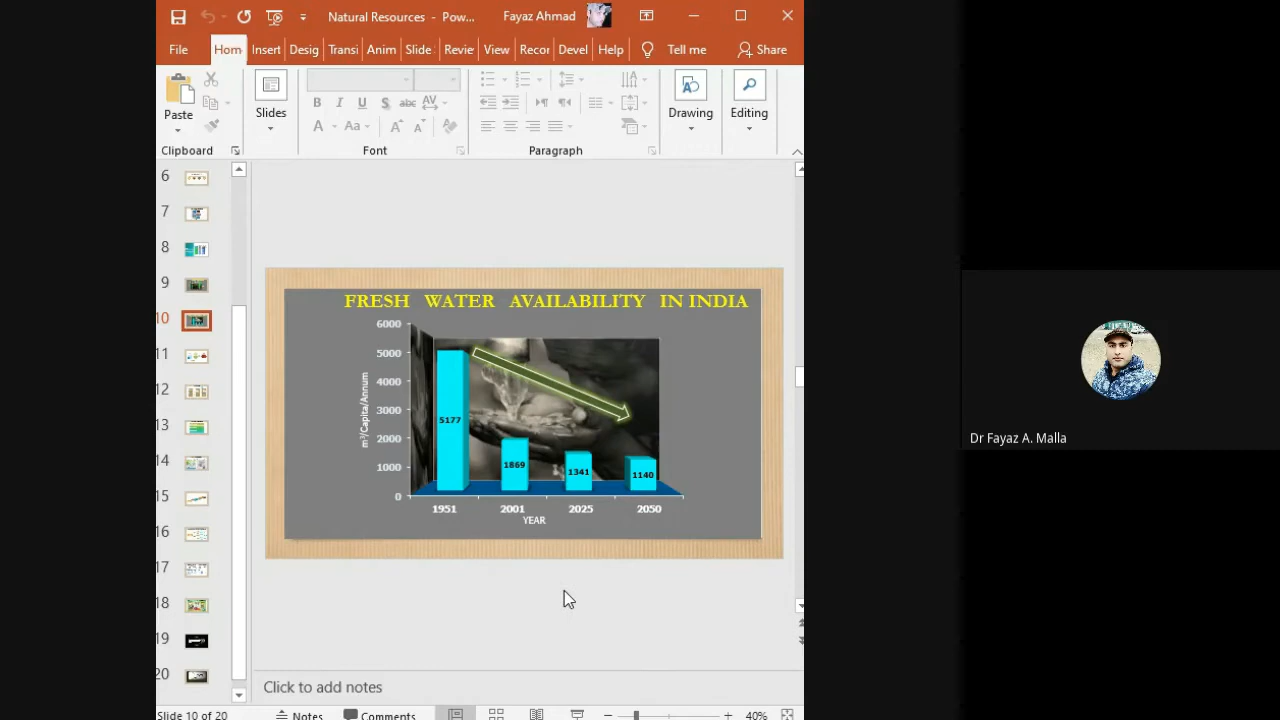 Natural Resources - Pow... Fayaz Ahmad
File Hom Insert Desig Transi Anim Slide Revie View Recor Devel Help Tell me Share
Paste Slides Drawing Editing
B I U S abc AV
A Aa A A
Clipboard Font Paragraph
6
7
8
9
10
11
12
13
14
15
16
17
18
19
20
FRESH WATER AVAILABILITY IN INDIA
m³/Capita/Annum
6000
5000
4000
3000
2000
1000
0
5177
1869
1341
1140
1951 2001 2025 2050
YEAR
Click to add notes
Slide 10 of 20 Notes Comments 40%
Dr Fayaz A. Malla